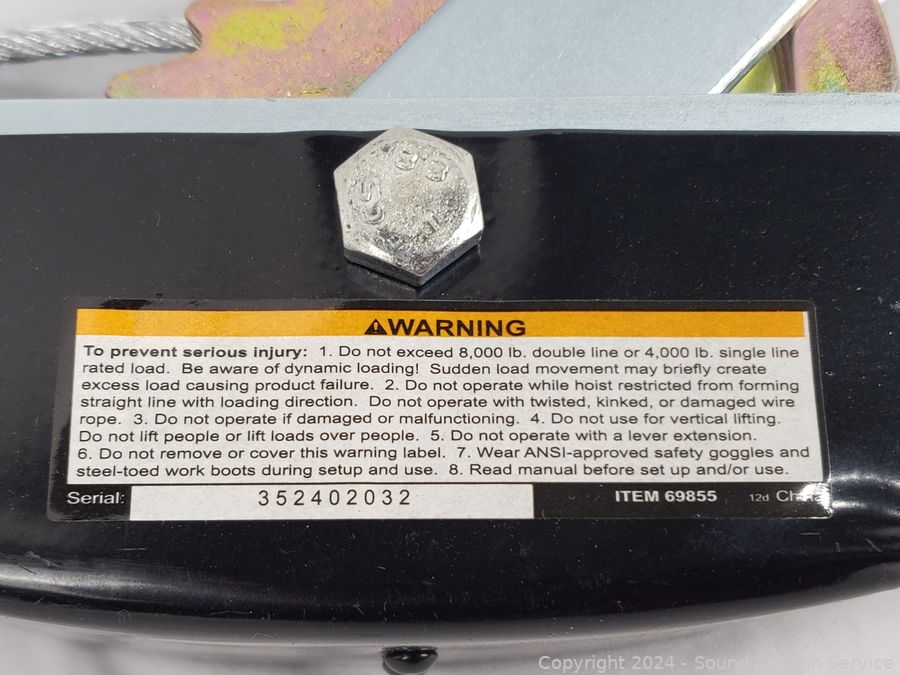 8.8
WARNING
To prevent serious injury: 1. Do not exceed 8,000 lb. double line or 4,000 lb. single line
rated load. Be aware of dynamic loading! Sudden load movement may briefly create
excess load causing product failure. 2. Do not operate while hoist restricted from forming
straight line with loading direction. Do not operate with twisted, kinked, or damaged wire
rope. 3. Do not operate if damaged or malfunctioning. 4. Do not use for vertical lifting.
Do not lift people or lift loads over people. 5. Do not operate with a lever extension.
6. Do not remove or cover this warning label. 7. Wear ANSI-approved safety goggles and
steel-toed work boots during setup and use. 8. Read manual before set up and/or use.
Serial: 352402032 ITEM 69855 12d China
Copyright 2024 - Sound Auction Service